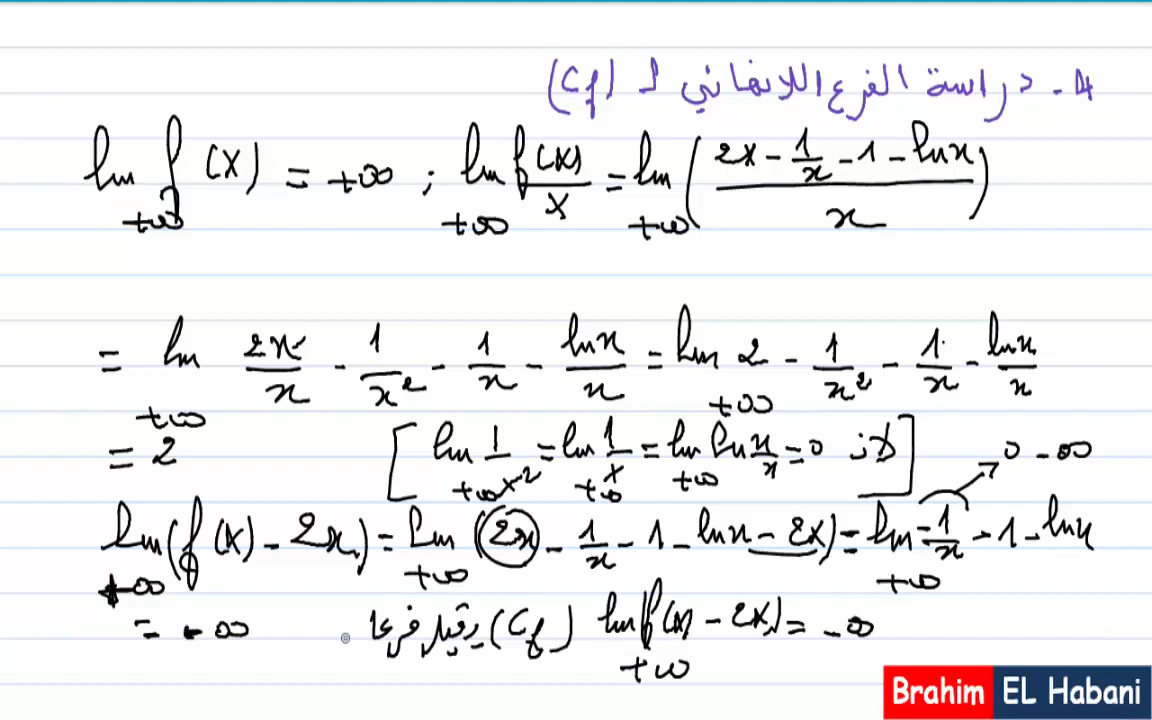 4- دراسة الفرع اللانهائي لـ (Cf)
lim f(x) = +∞ ; lim f(x)/x = lim ((2x - 1/x - 1 - ln x)/x)
+∞ +∞ +∞
= lim 2x/x - 1/x² - 1/x - ln x/x = lim 2 - 1/x² - 1/x - ln x/x
+∞ +∞
= 2 [lim 1/x² = lim 1/x = lim ln x/x = 0 لان] 0 -∞
+∞ +∞ +∞
lim (f(x) - 2x) = lim (2x - 1/x - 1 - ln x - 2x) = lim -1/x - 1 - ln x
+∞ +∞ +∞
= -∞ lim f(x) - 2x) = -∞ (Cf) يقبل فرعا
+∞
Brahim EL Habani